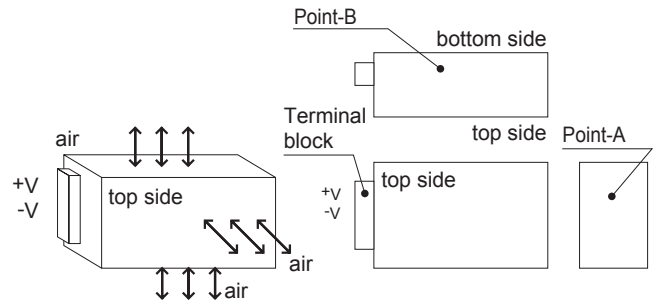 Point-B
bottom side
air
Terminal
block
top side
Point-A
+V
-V
top side
+V
-V
top side
air
air